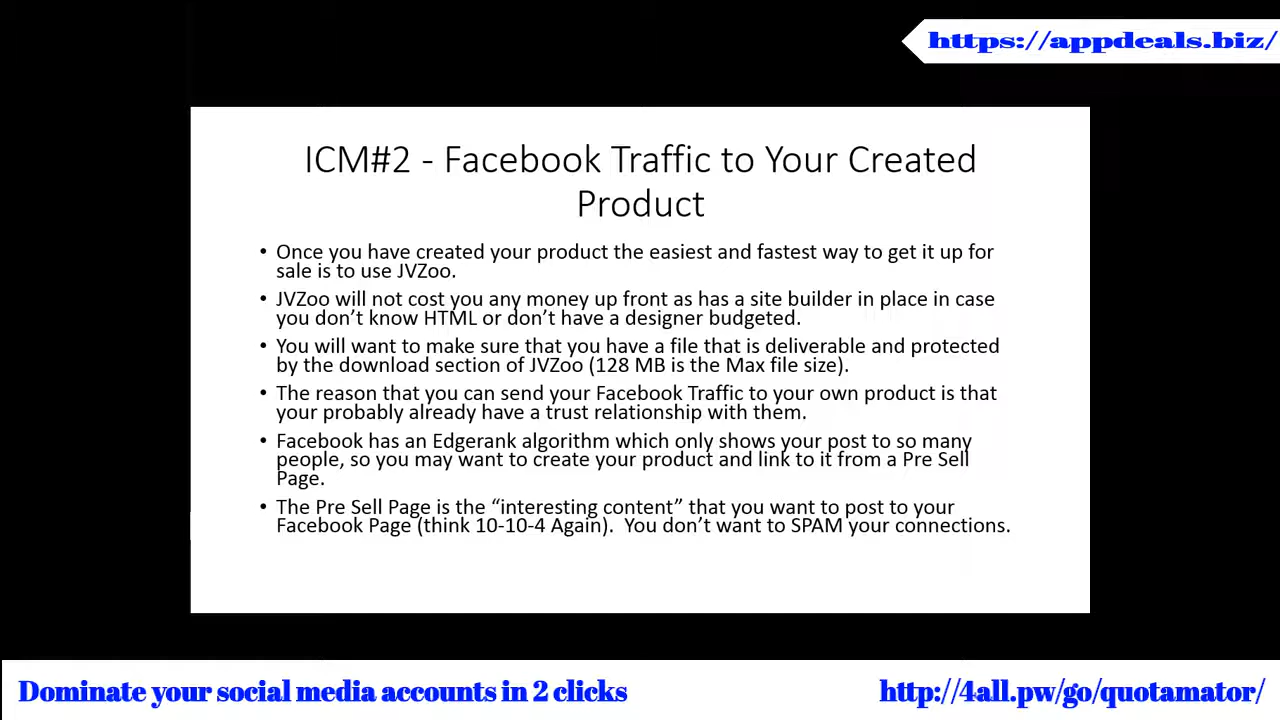 https://appdeals.biz/
ICM#2 - Facebook Traffic to Your Created
Product
• Once you have created your product the easiest and fastest way to get it up for
sale is to use JVZoo.
• JVZoo will not cost you any money up front as has a site builder in place in case
you don’t know HTML or don’t have a designer budgeted.
• You will want to make sure that you have a file that is deliverable and protected
by the download section of JVZoo (128 MB is the Max file size).
• The reason that you can send your Facebook Traffic to your own product is that
your probably already have a trust relationship with them.
• Facebook has an Edgerank algorithm which only shows your post to so many
people, so you may want to create your product and link to it from a Pre Sell
Page.
• The Pre Sell Page is the “interesting content” that you want to post to your
Facebook Page (think 10-10-4 Again).  You don’t want to SPAM your connections.
Dominate your social media accounts in 2 clicks
http://4all.pw/go/quotamator/